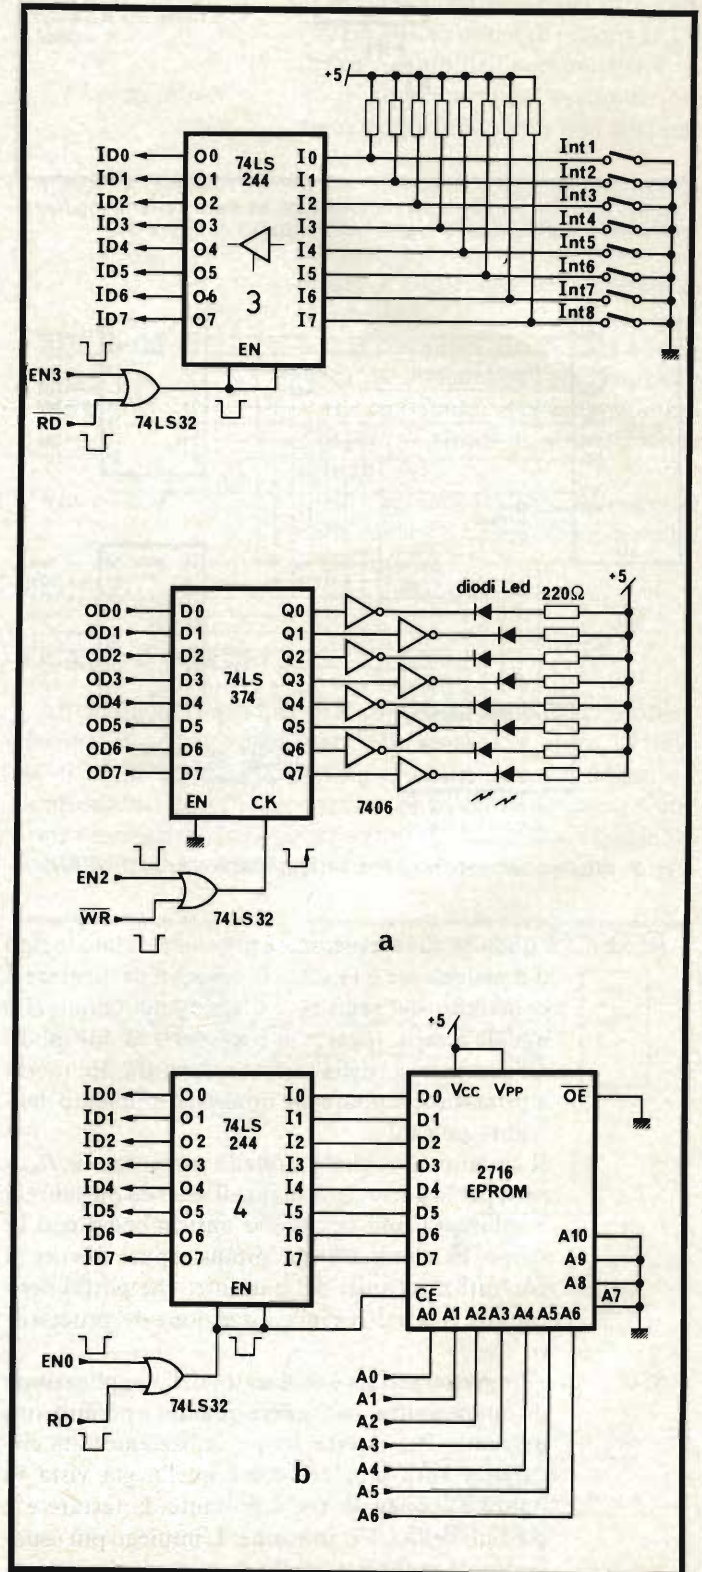 +5
ID0 O0 74LS I0 Int1
ID1 O1 244 I1 Int2
ID2 O2 I2 Int3
ID3 O3 I3 Int4
ID4 O4 I4 Int5
ID5 O5 I5 Int6
ID6 O6 3 I6 Int7
ID7 O7 I7 Int8
EN
EN3
RD 74LS32
diodi Led 220Ω +5
OD0 D0 Q0
OD1 D1 Q1
OD2 D2 74LS Q2
OD3 D3 374 Q3
OD4 D4 Q4
OD5 D5 Q5
OD6 D6 Q6
OD7 D7 Q7
EN CK 7406
EN2
WR 74LS32
a
+5
Vcc VPP OE
ID0 O0 74LS I0 D0
ID1 O1 244 I1 D1
ID2 O2 I2 D2
ID3 O3 I3 D3 2716
ID4 O4 4 I4 D4 EPROM
ID5 O5 I5 D5
ID6 O6 I6 D6 A10
ID7 O7 I7 D7 A9
EN CE A8
A7
A0 A1 A2 A3 A4 A5 A6
EN0
RD 74LS32
b
A0
A1
A2
A3
A4
A5
A6